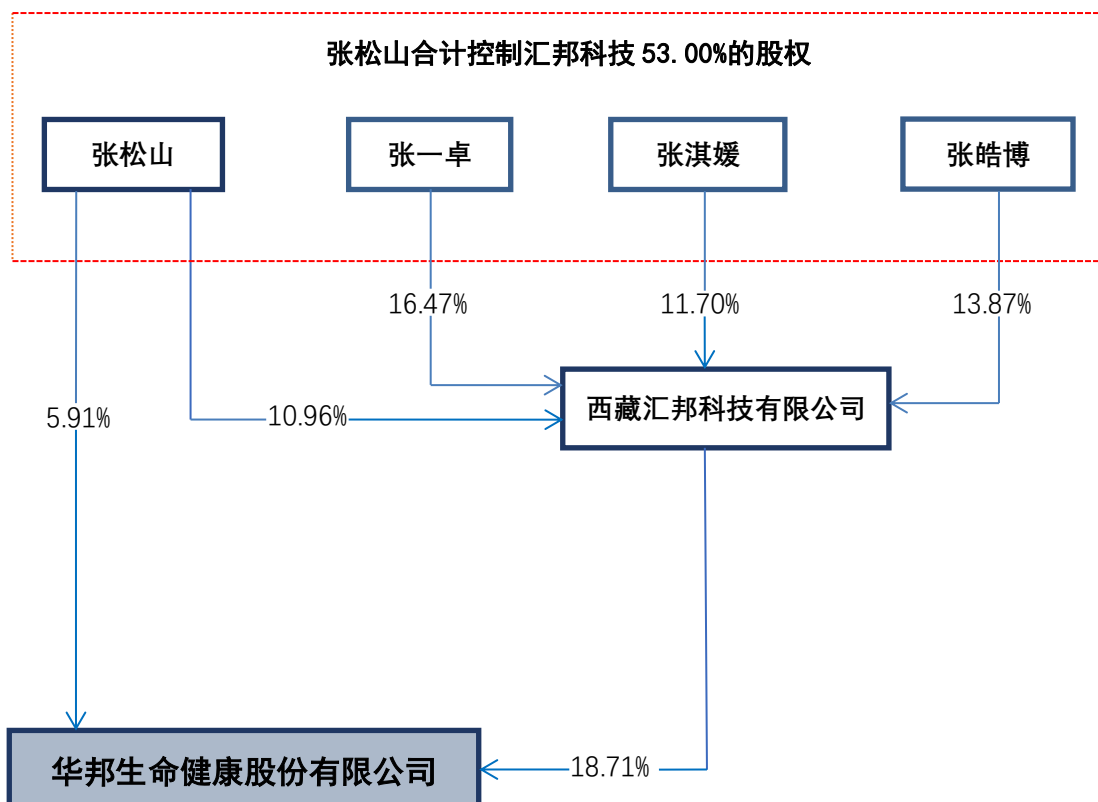 张松山合计控制汇邦科技 53.00%的股权
张松山
张一卓
张淇媛
张皓博
16.47%
11.70%
13.87%
5.91%
10.96%
西藏汇邦科技有限公司
华邦生命健康股份有限公司
18.71%